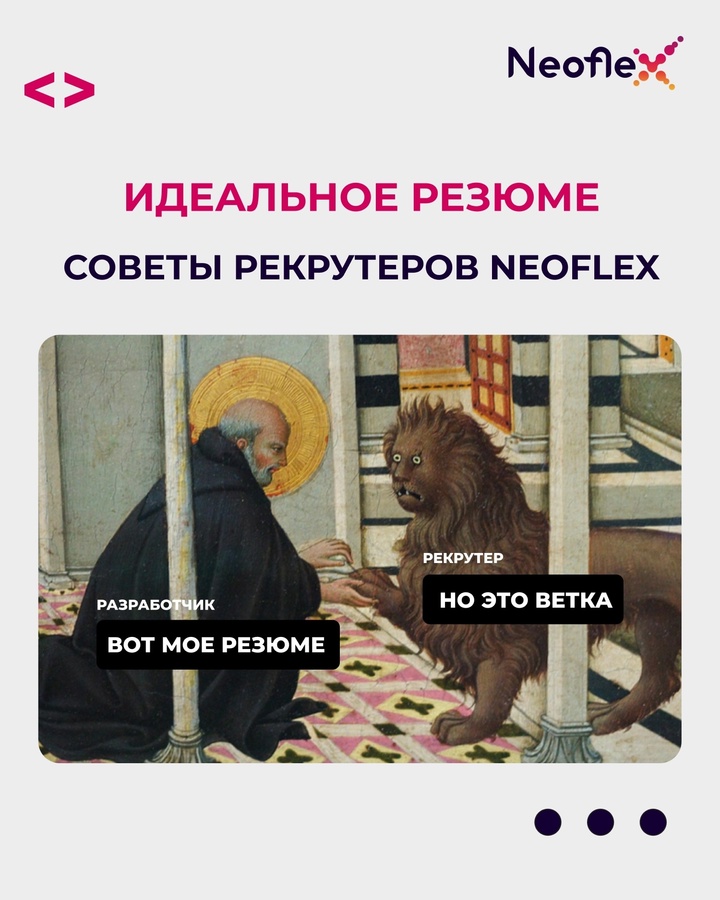 Neoflex
<>
ИДЕАЛЬНОЕ РЕЗЮМЕ
СОВЕТЫ РЕКРУТЕРОВ NEOFLEX
РЕКРУТЕР
НО ЭТО ВЕТКА
РАЗРАБОТЧИК
ВОТ МОЕ РЕЗЮМЕ